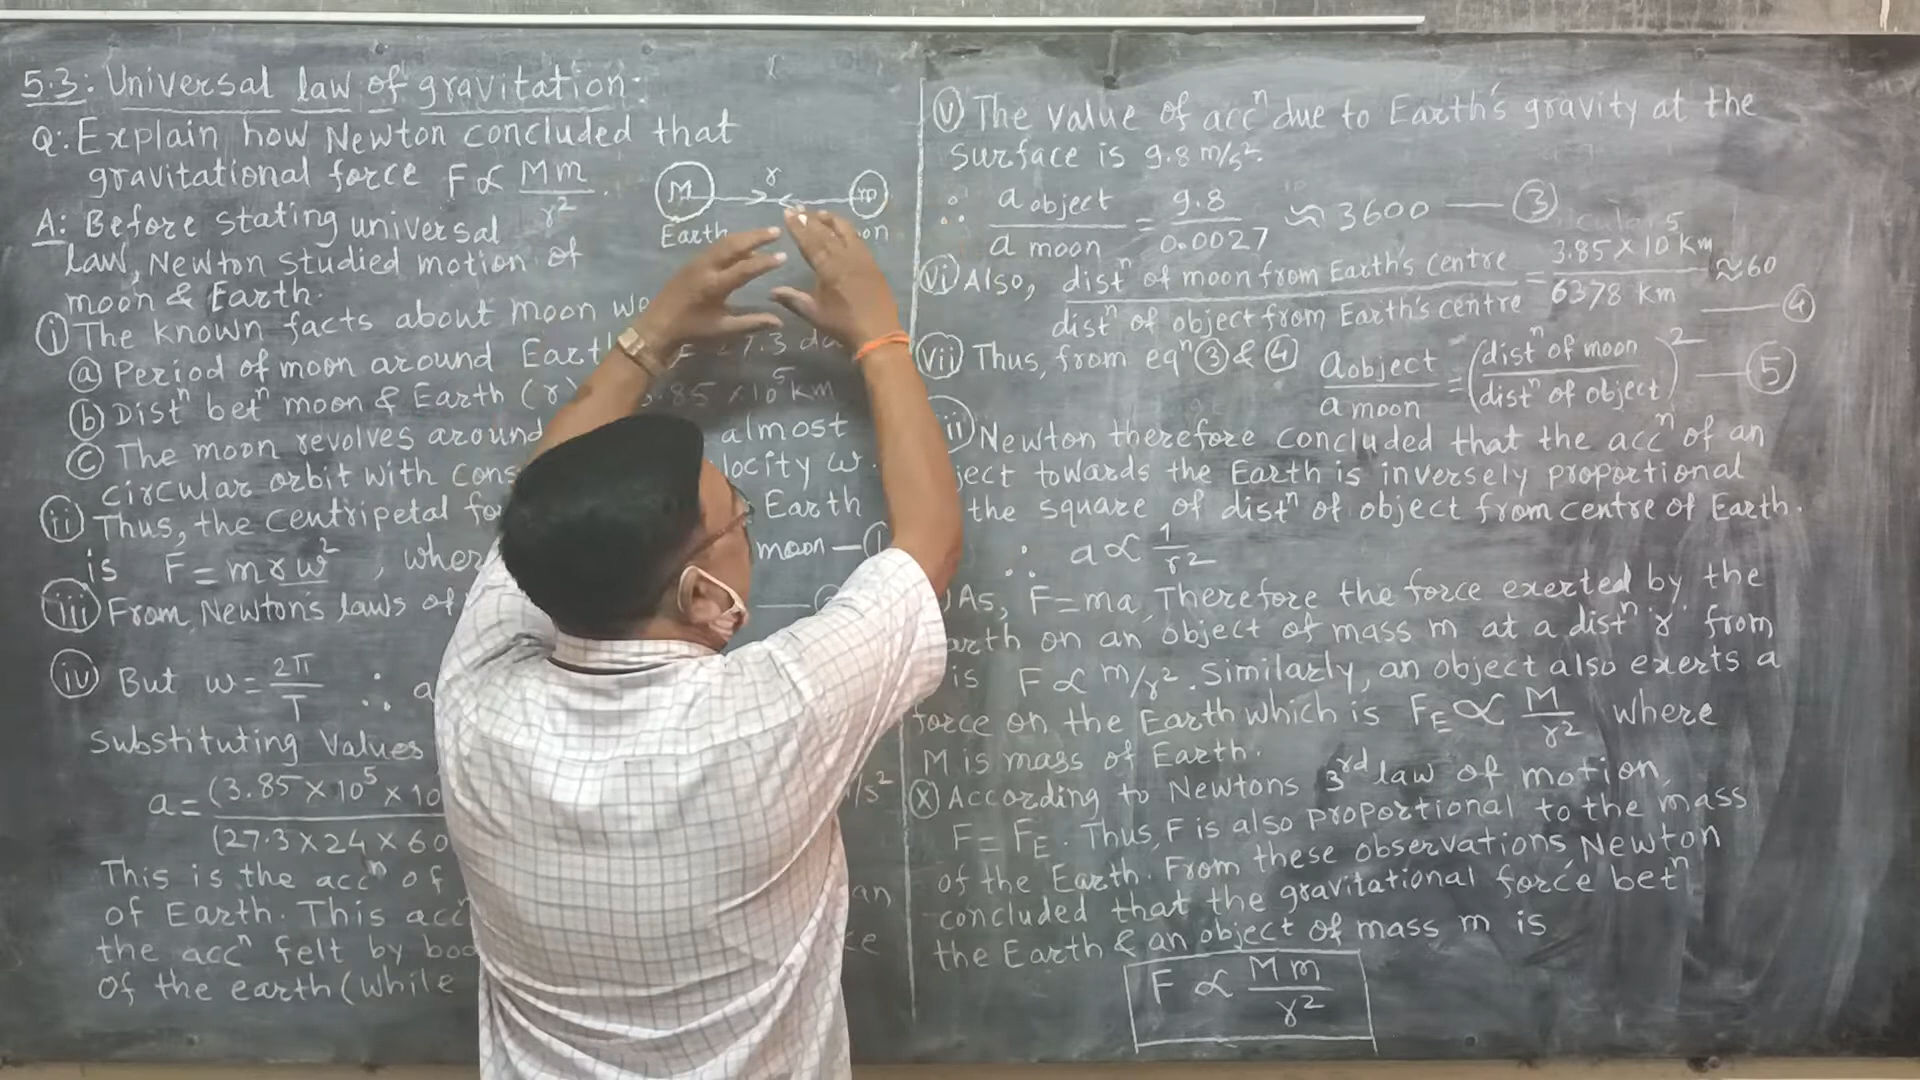 5.3: Universal law of gravitation:
Q: Explain how Newton concluded that
gravitational force F ∝ Mm/r².
M r m
Earth
A: Before stating universal
law, Newton studied motion of
moon & Earth.
(i) The known facts about moon
(a) Period of moon around 7.3
(b) Distⁿ betⁿ moon & Earth (r) .85 × 10⁵ km
(c) The moon revolves around almost
circular orbit with locity ω.
(ii) Thus, the centripetal Earth
is F = mrω², moon — (1
(iii) From Newton's laws of
(iv) But ω = 2π/T ∴ a
Substituting values
a = (3.85 × 10⁵ × 10
(27.3 × 24 × 60 /s²
This is the accⁿ of
of Earth. This an
the accⁿ felt by
of the earth (while
(v) The value of accⁿ due to Earth's gravity at the
surface is 9.8 m/s².
∴ a object / a moon = 9.8 / 0.0027 ≈ 3600 — (3)
(vi) Also, distⁿ of moon from Earth's centre / distⁿ of object from Earth's centre = 3.85 × 10⁵ km / 6378 km ≈ 60 — (4)
(vii) Thus, from eqⁿ (3) & (4) a object / a moon = (distⁿ of moon / distⁿ of object)² — (5)
ii) Newton therefore concluded that the accⁿ of an
ject towards the Earth is inversely proportional
the square of distⁿ of object from centre of Earth.
∴ a ∝ 1/r²
) As, F = ma, Therefore the force exerted by the
arth on an object of mass m at a distⁿ 'r' from
is F ∝ m/r². Similarly, an object also exerts a
force on the Earth which is F_E ∝ M/r² where
M is mass of Earth.
(x) According to Newtons 3rd law of motion,
F = F_E. Thus, F is also proportional to the mass
of the Earth. From these observations, Newton
concluded that the gravitational force betⁿ
the Earth & an object of mass m is
F ∝ Mm/r²